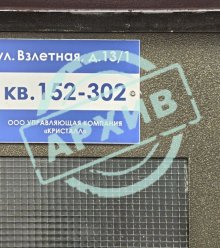 ул. Взлетная, д.13/1
кв. 152-302
ООО УПРАВЛЯЮЩАЯ КОМПАНИЯ
«КРИСТАЛЛ»
АРХИВ